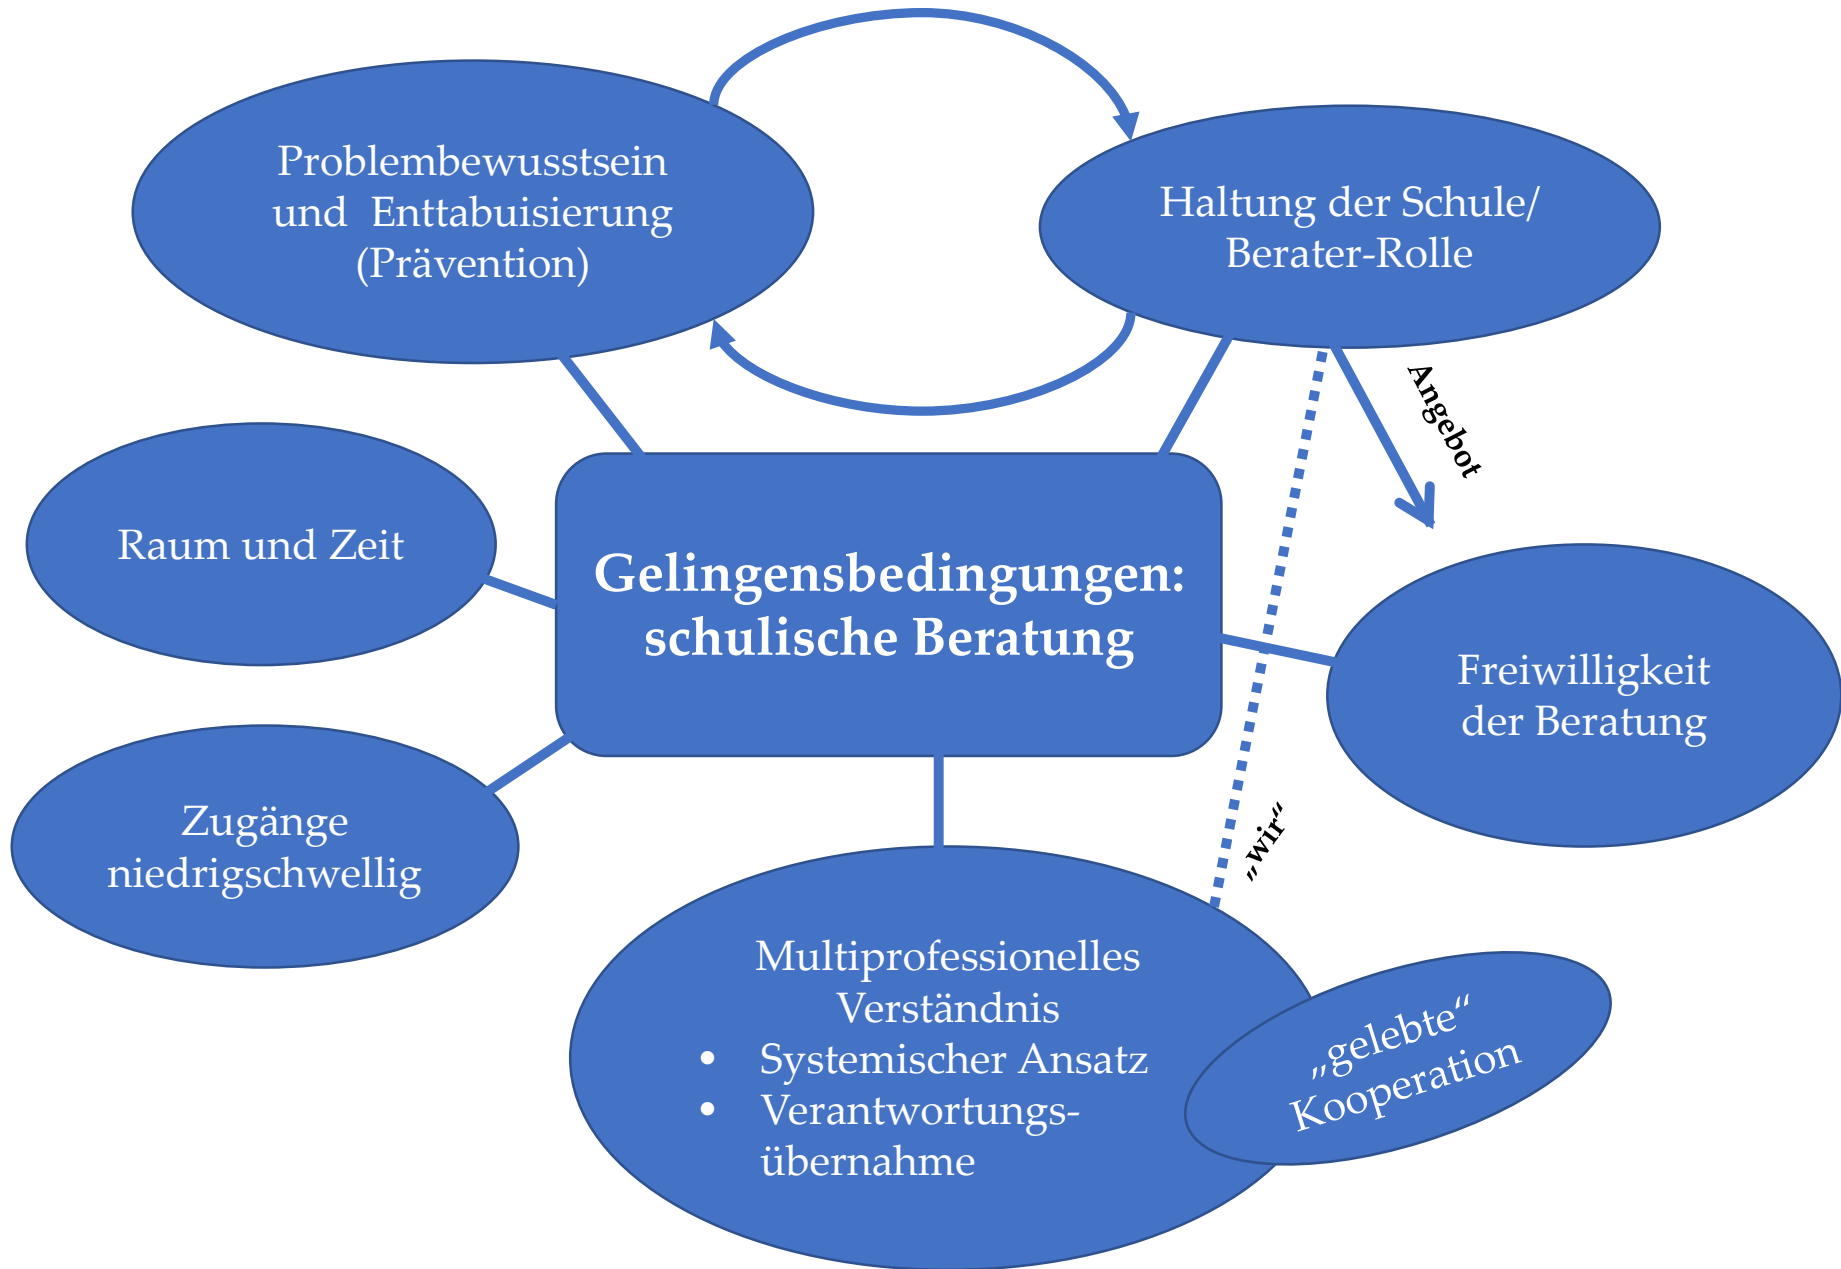 Problembewusstsein
und Enttabuisierung
(Prävention)
Haltung der Schule/
Berater-Rolle
Angebot
Raum und Zeit
Gelingensbedingungen:
schulische Beratung
Freiwilligkeit
der Beratung
Zugänge
niedrigschwellig
„wir“
Multiprofessionelles
Verständnis
• Systemischer Ansatz
• Verantwortungs-
übernahme
„gelebte“
Kooperation